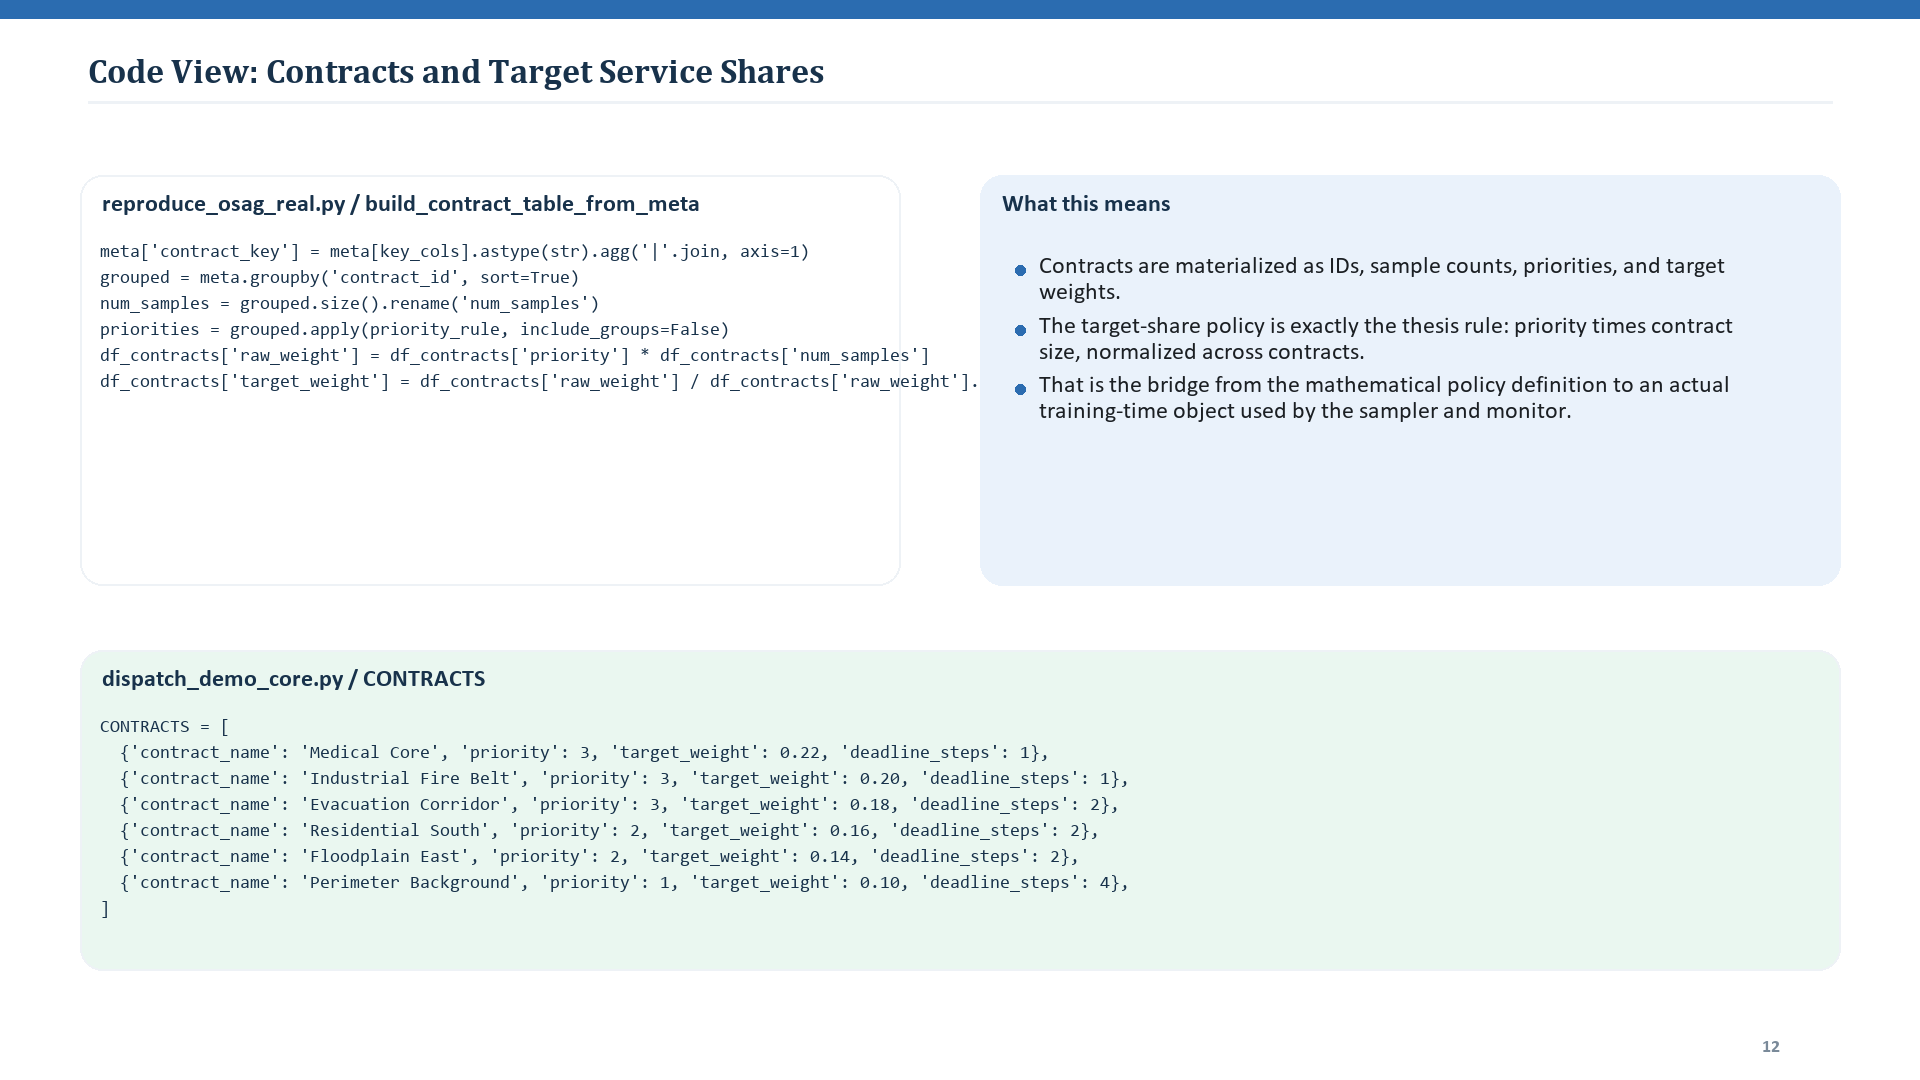 Code View: Contracts and Target Service Shares
reproduce_osag_real.py / build_contract_table_from_meta
meta['contract_key'] = meta[key_cols].astype(str).agg('|'.join, axis=1)
grouped = meta.groupby('contract_id', sort=True)
num_samples = grouped.size().rename('num_samples')
priorities = grouped.apply(priority_rule, include_groups=False)
df_contracts['raw_weight'] = df_contracts['priority'] * df_contracts['num_samples']
df_contracts['target_weight'] = df_contracts['raw_weight'] / df_contracts['raw_weight'].
What this means
Contracts are materialized as IDs, sample counts, priorities, and target
weights.
The target-share policy is exactly the thesis rule: priority times contract
size, normalized across contracts.
That is the bridge from the mathematical policy definition to an actual
training-time object used by the sampler and monitor.
dispatch_demo_core.py / CONTRACTS
CONTRACTS = [
  {'contract_name': 'Medical Core', 'priority': 3, 'target_weight': 0.22, 'deadline_steps': 1},
  {'contract_name': 'Industrial Fire Belt', 'priority': 3, 'target_weight': 0.20, 'deadline_steps': 1},
  {'contract_name': 'Evacuation Corridor', 'priority': 3, 'target_weight': 0.18, 'deadline_steps': 2},
  {'contract_name': 'Residential South', 'priority': 2, 'target_weight': 0.16, 'deadline_steps': 2},
  {'contract_name': 'Floodplain East', 'priority': 2, 'target_weight': 0.14, 'deadline_steps': 2},
  {'contract_name': 'Perimeter Background', 'priority': 1, 'target_weight': 0.10, 'deadline_steps': 4},
]
12